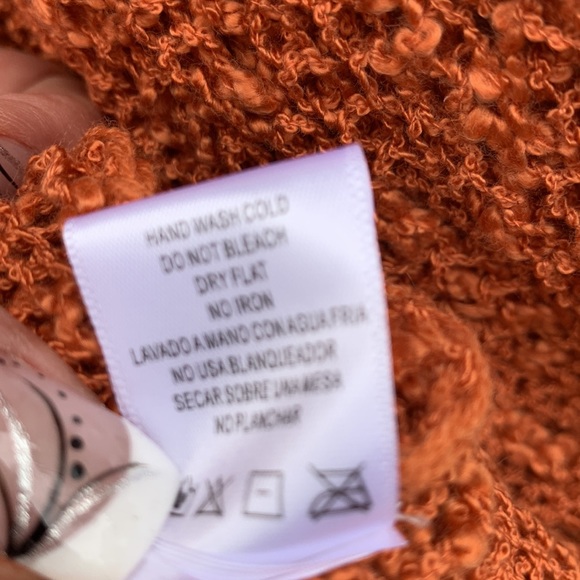 HAND WASH COLD
DO NOT BLEACH
DRY FLAT
NO IRON
LAVADO A MANO CON AGUA FRIA
NO USA BLANQUEADOR
SECAR SOBRE UNA MESA
NO PLANCHAR